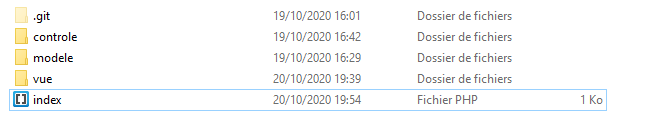 .git 19/10/2020 16:01 Dossier de fichiers
controle 19/10/2020 16:42 Dossier de fichiers
modele 19/10/2020 16:29 Dossier de fichiers
vue 20/10/2020 19:39 Dossier de fichiers
index 20/10/2020 19:54 Fichier PHP 1 Ko